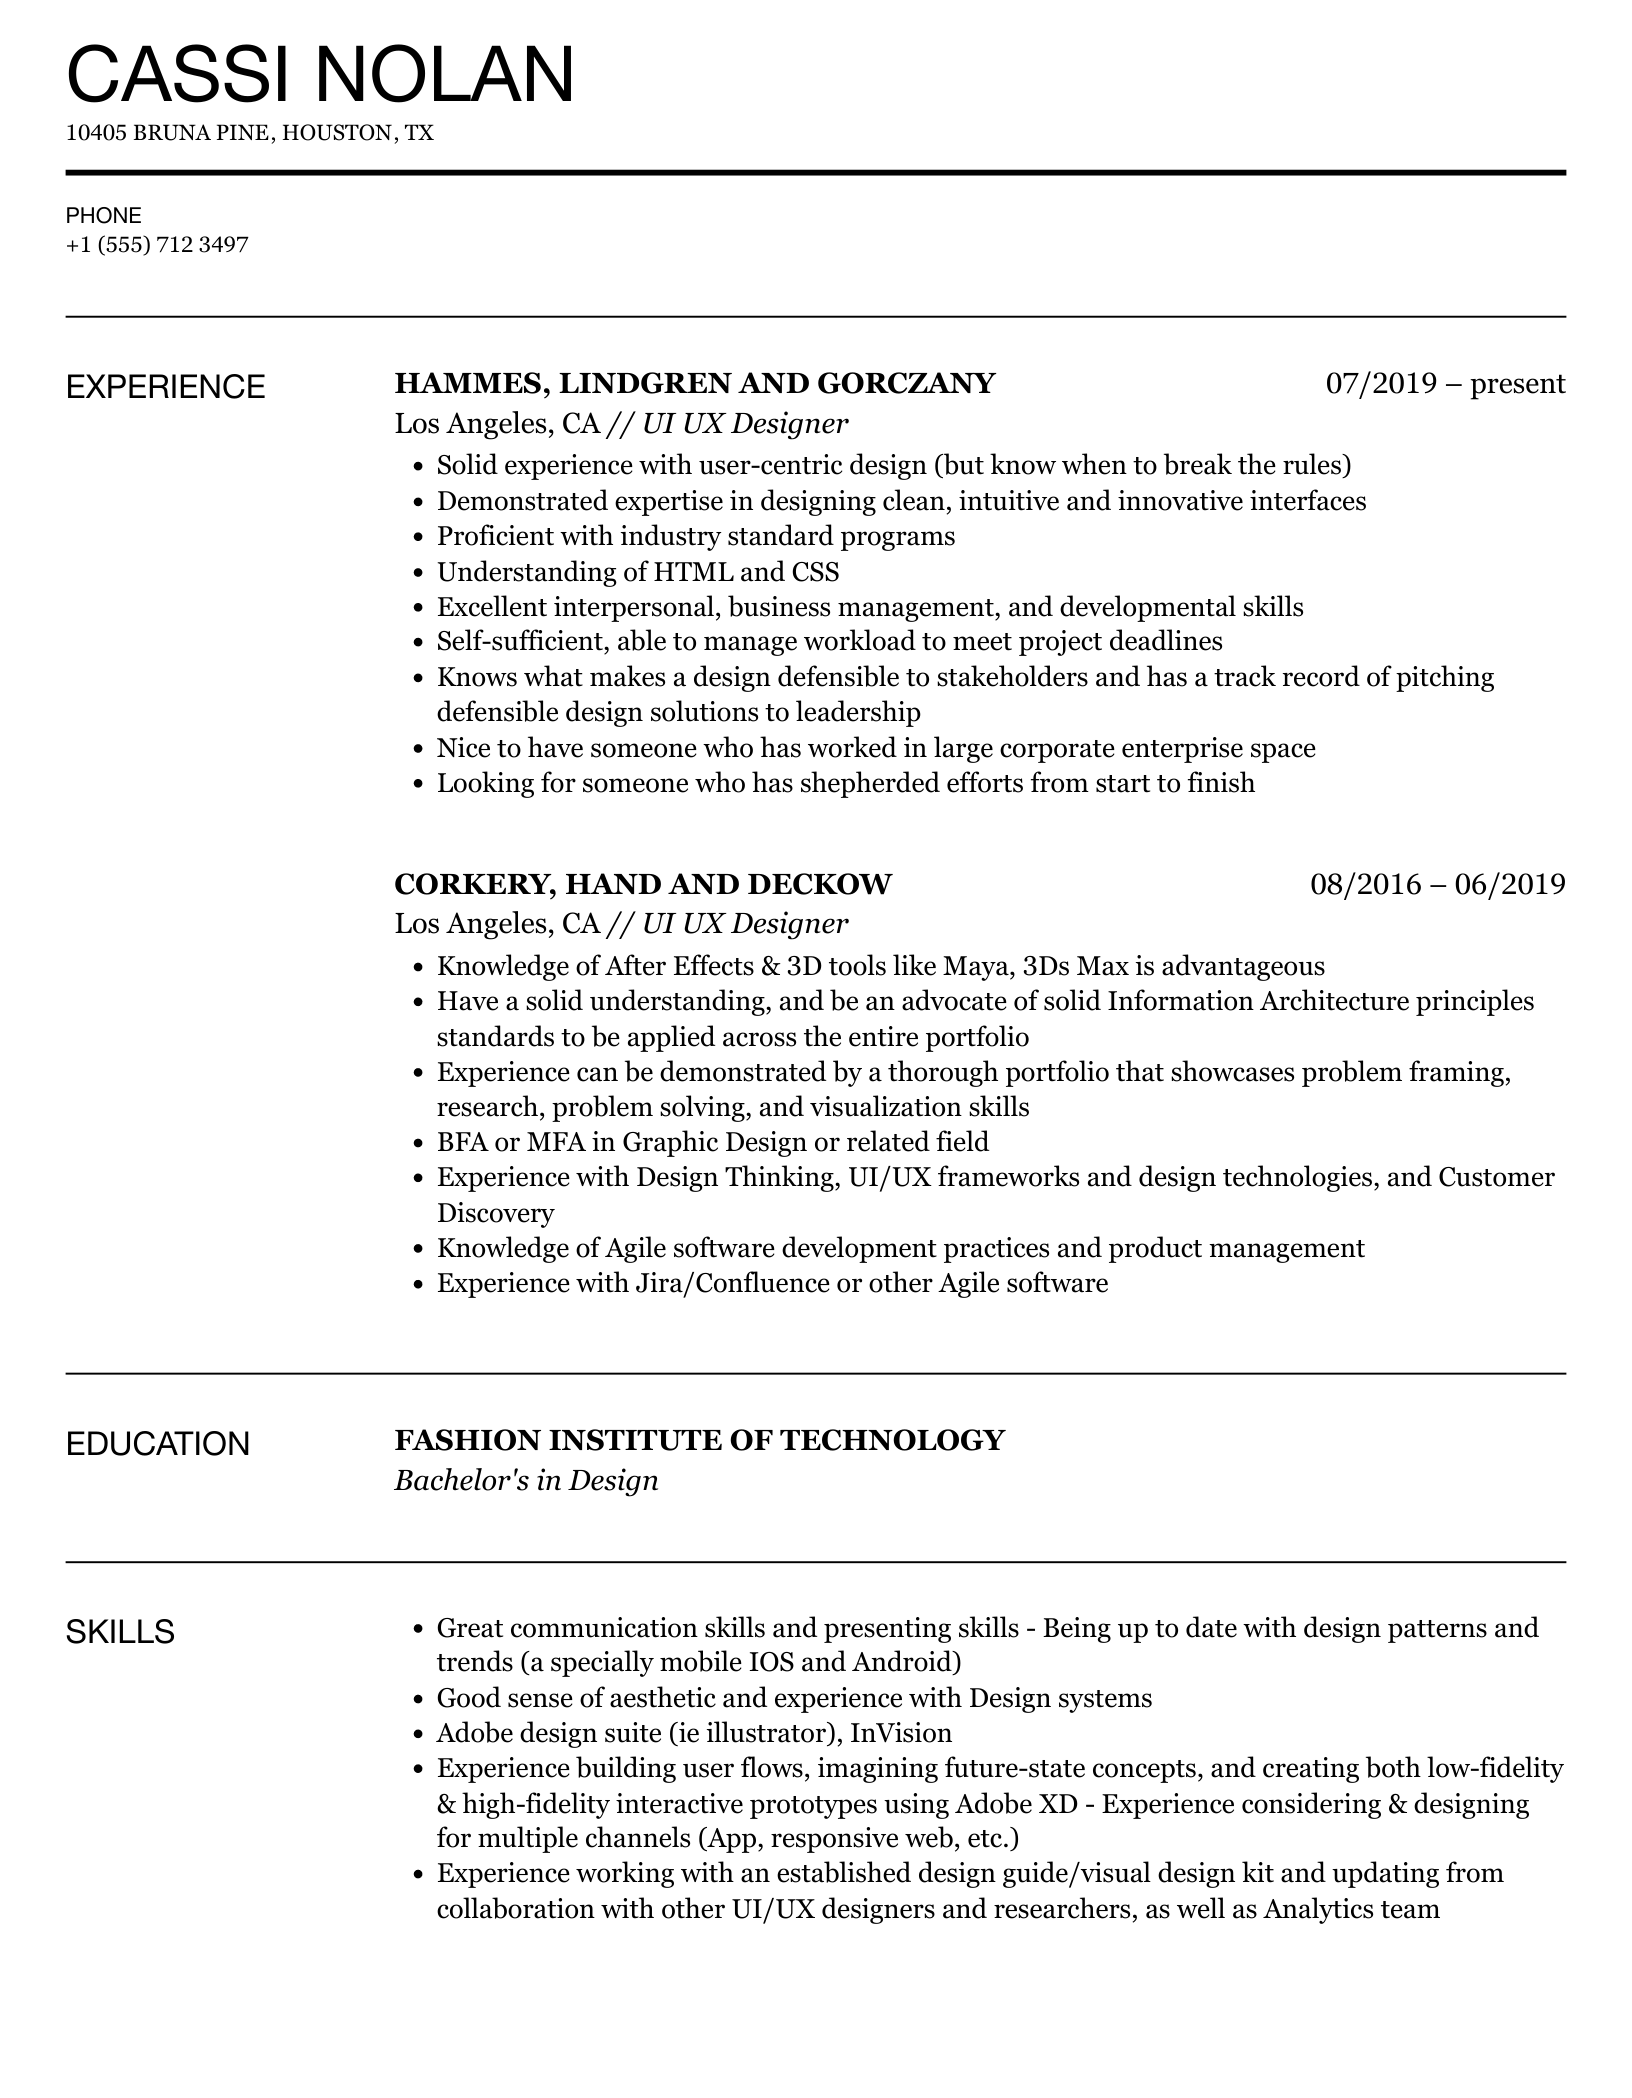 CASSI NOLAN
10405 BRUNA PINE, HOUSTON, TX
PHONE
+1 (555) 712 3497
EXPERIENCE
HAMMES, LINDGREN AND GORCZANY 07/2019 – present
Los Angeles, CA // UI UX Designer
• Solid experience with user-centric design (but know when to break the rules)
• Demonstrated expertise in designing clean, intuitive and innovative interfaces
• Proficient with industry standard programs
• Understanding of HTML and CSS
• Excellent interpersonal, business management, and developmental skills
• Self-sufficient, able to manage workload to meet project deadlines
• Knows what makes a design defensible to stakeholders and has a track record of pitching
defensible design solutions to leadership
• Nice to have someone who has worked in large corporate enterprise space
• Looking for someone who has shepherded efforts from start to finish
CORKERY, HAND AND DECKOW 08/2016 – 06/2019
Los Angeles, CA // UI UX Designer
• Knowledge of After Effects & 3D tools like Maya, 3Ds Max is advantageous
• Have a solid understanding, and be an advocate of solid Information Architecture principles
standards to be applied across the entire portfolio
• Experience can be demonstrated by a thorough portfolio that showcases problem framing,
research, problem solving, and visualization skills
• BFA or MFA in Graphic Design or related field
• Experience with Design Thinking, UI/UX frameworks and design technologies, and Customer
Discovery
• Knowledge of Agile software development practices and product management
• Experience with Jira/Confluence or other Agile software
EDUCATION
FASHION INSTITUTE OF TECHNOLOGY
Bachelor's in Design
SKILLS
• Great communication skills and presenting skills - Being up to date with design patterns and
trends (a specially mobile IOS and Android)
• Good sense of aesthetic and experience with Design systems
• Adobe design suite (ie illustrator), InVision
• Experience building user flows, imagining future-state concepts, and creating both low-fidelity
& high-fidelity interactive prototypes using Adobe XD - Experience considering & designing
for multiple channels (App, responsive web, etc.)
• Experience working with an established design guide/visual design kit and updating from
collaboration with other UI/UX designers and researchers, as well as Analytics team